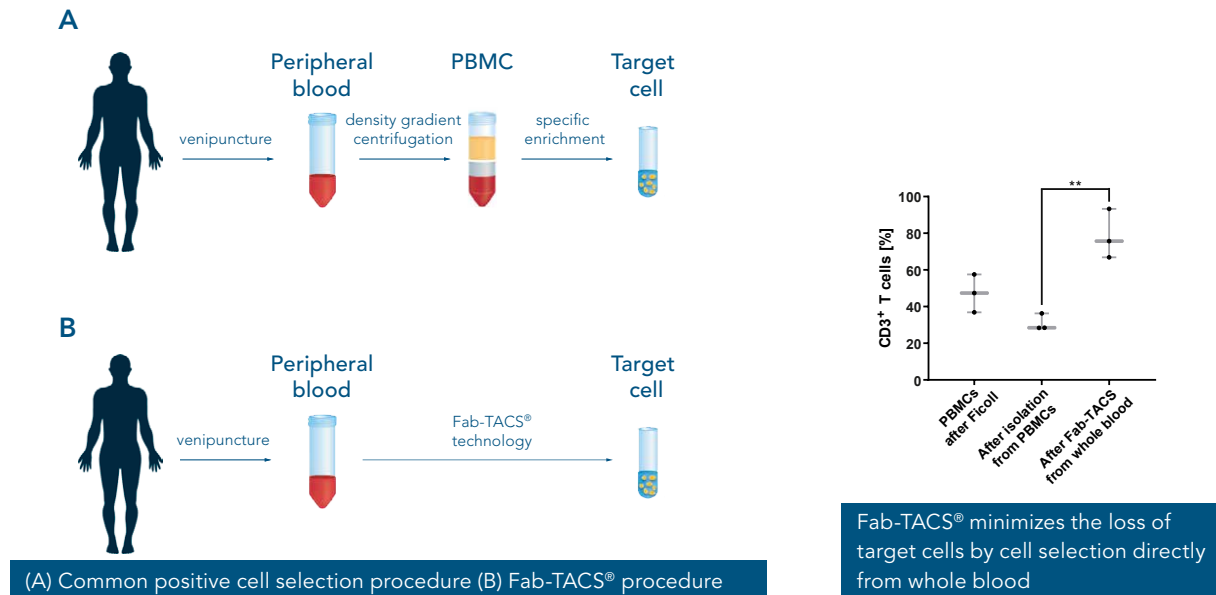 A
Peripheral
blood
PBMC
Target
cell
venipuncture
density gradient
centrifugation
specific
enrichment
B
Peripheral
blood
Target
cell
venipuncture
Fab-TACS®
technology
(A) Common positive cell selection procedure (B) Fab-TACS® procedure
**
100
80
60
40
20
0
CD3⁺ T cells [%]
PBMCs
after Ficoll
After isolation
from PBMCs
After Fab-TACS
from whole blood
Fab-TACS® minimizes the loss of
target cells by cell selection directly
from whole blood